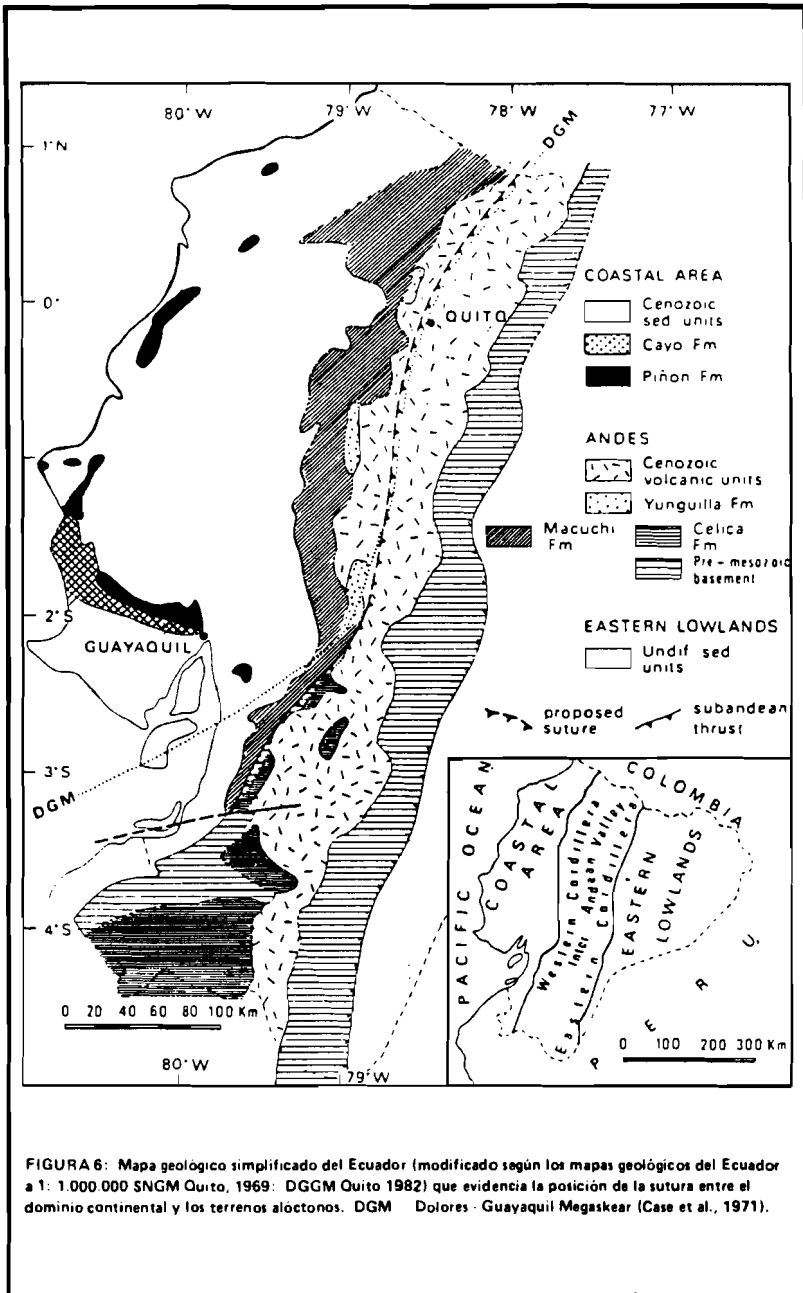 80°W 79°W 78°W 77°W
1°N
DGM
0°
QUITO
COASTAL AREA
Cenozoic
sed units
Cayo Fm
Piñon Fm
ANDES
Cenozoic
volcanic units
Yunguilla Fm
Macuchi
Fm
Celica
Fm
Pre-mesozoic
basement
2°S
GUAYAQUIL
EASTERN LOWLANDS
Undif sed
units
proposed
suture
subandean
thrust
3°S
DGM
4°S
0 20 40 60 80 100 Km
80°W
79°W
PACIFIC OCEAN
COASTAL
AREA
Western Cordillera
Inter Andean Valley
Eastern Cordillera
EASTERN
LOWLANDS
COLOMBIA
PERU
0 100 200 300 Km
FIGURA 6: Mapa geológico simplificado del Ecuador (modificado según los mapas geológicos del Ecuador
a 1: 1.000.000 SNGM Quito, 1969: DGGM Quito 1982) que evidencia la posición de la sutura entre el
dominio continental y los terrenos alóctonos. DGM Dolores - Guayaquil Megaskear (Case et al., 1971).